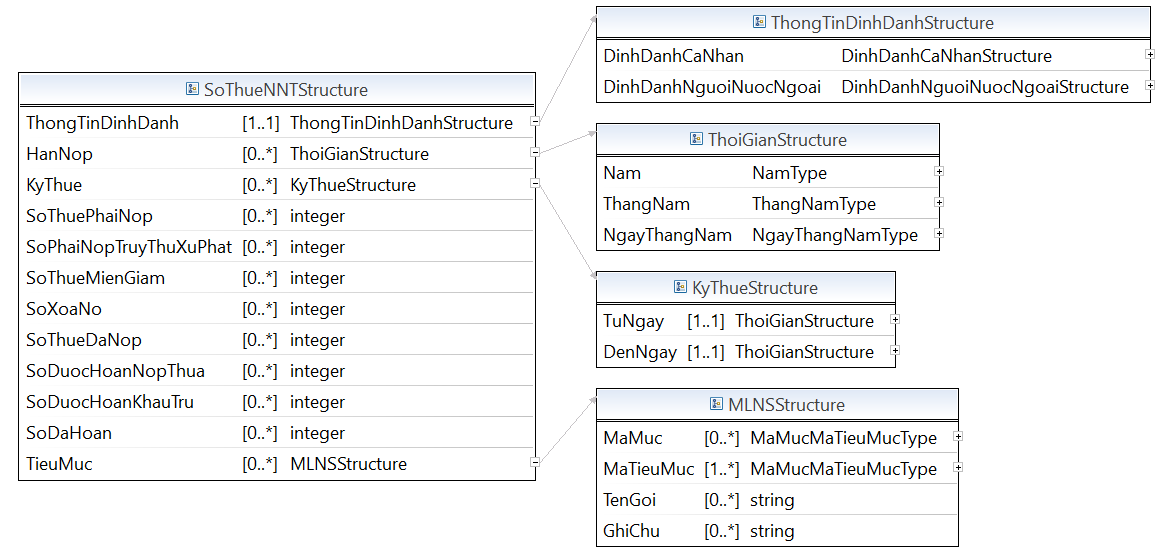 SoThueNNTStructure
ThongTinDinhDanh [1..1] ThongTinDinhDanhStructure
HanNop [0..*] ThoiGianStructure
KyThue [0..*] KyThueStructure
SoThuePhaiNop [0..*] integer
SoPhaiNopTruyThuXuPhat [0..*] integer
SoThueMienGiam [0..*] integer
SoXoaNo [0..*] integer
SoThueDaNop [0..*] integer
SoDuocHoanNopThua [0..*] integer
SoDuocHoanKhauTru [0..*] integer
SoDaHoan [0..*] integer
TieuMuc [0..*] MLNSStructure
ThongTinDinhDanhStructure
DinhDanhCaNhan DinhDanhCaNhanStructure
DinhDanhNguoiNuocNgoai DinhDanhNguoiNuocNgoaiStructure
ThoiGianStructure
Nam NamType
ThangNam ThangNamType
NgayThangNam NgayThangNamType
KyThueStructure
TuNgay [1..1] ThoiGianStructure
DenNgay [1..1] ThoiGianStructure
MLNSStructure
MaMuc [0..*] MaMucMaTieuMucType
MaTieuMuc [1..*] MaMucMaTieuMucType
TenGoi [0..*] string
GhiChu [0..*] string